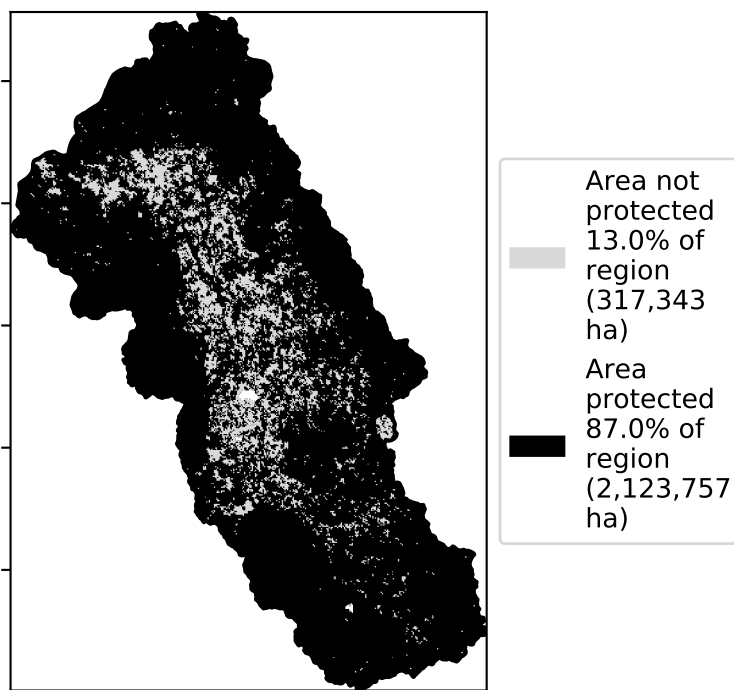 Area not
protected
13.0% of
region
(317,343
ha)
Area
protected
87.0% of
region
(2,123,757
ha)